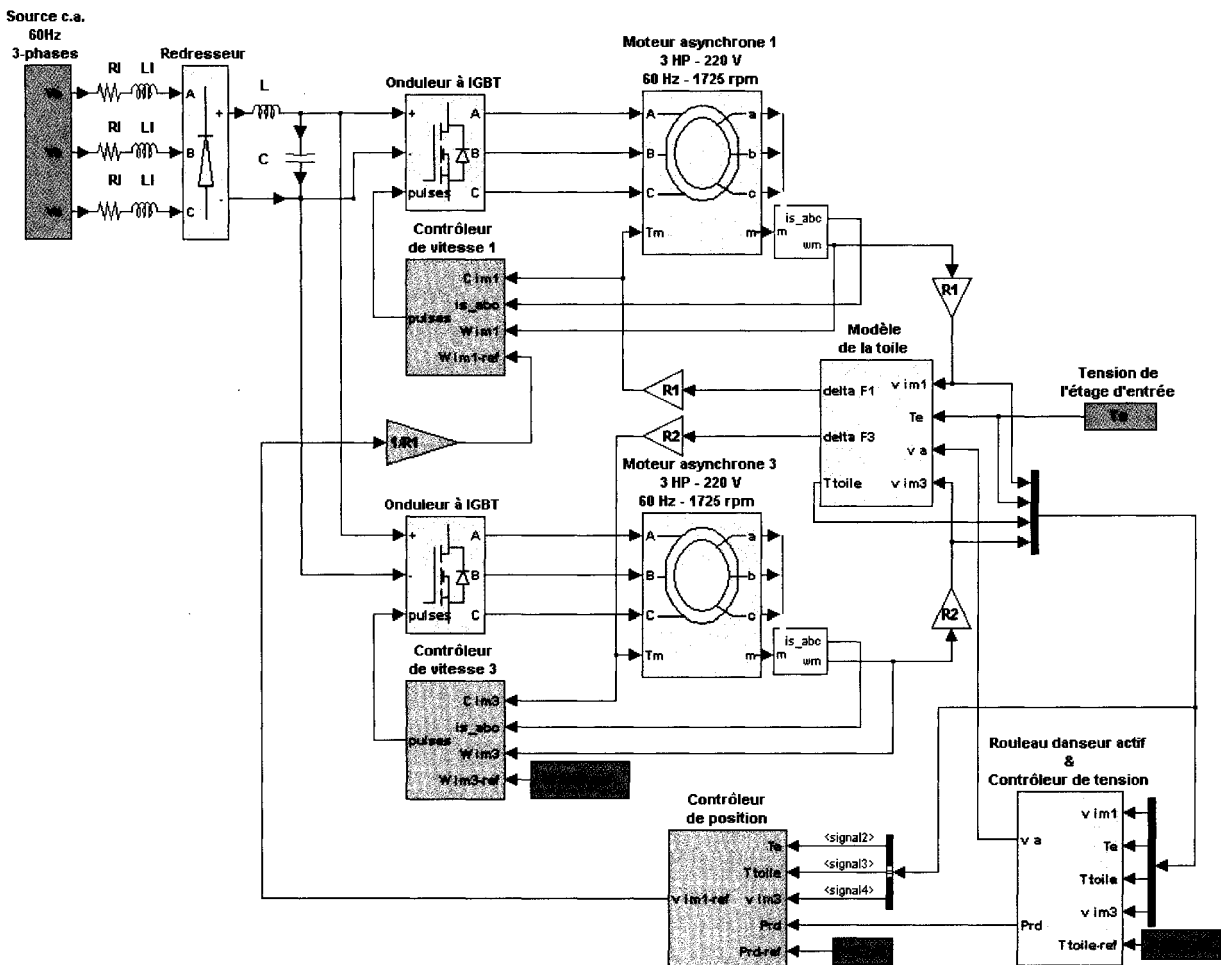 Source c.a.
60Hz
3-phases
Rl Ll
Rl Ll
Rl Ll
Redresseur
A
B
C
+
-
L
C
Onduleur à IGBT
+
-
pulses
A
B
C
Moteur asynchrone 1
3 HP - 220 V
60 Hz - 1725 rpm
A
B
C
Tm
a
b
c
m
m
is_abc
wm
Contrôleur
de vitesse 1
pulses
C im1
is_abc
W im1
W im1-ref
R1
Modèle
de la toile
delta F1
delta F3
Ttoile
v im1
Te
v a
v im3
Tension de
l'étage d'entrée
Te
R1
R2
1/R1
Moteur asynchrone 3
3 HP - 220 V
60 Hz - 1725 rpm
A
B
C
Tm
a
b
c
m
m
is_abc
wm
Onduleur à IGBT
+
-
pulses
A
B
C
R2
Contrôleur
de vitesse 3
pulses
C im3
is_abc
W im3
W im3-ref
Contrôleur
de position
v im1-ref
Te
Ttoile
v im3
Prd
Prd-ref
<signal2>
<signal3>
<signal4>
Rouleau danseur actif
&
Contrôleur de tension
v a
Prd
v im1
Te
Ttoile
v im3
Ttoile-ref